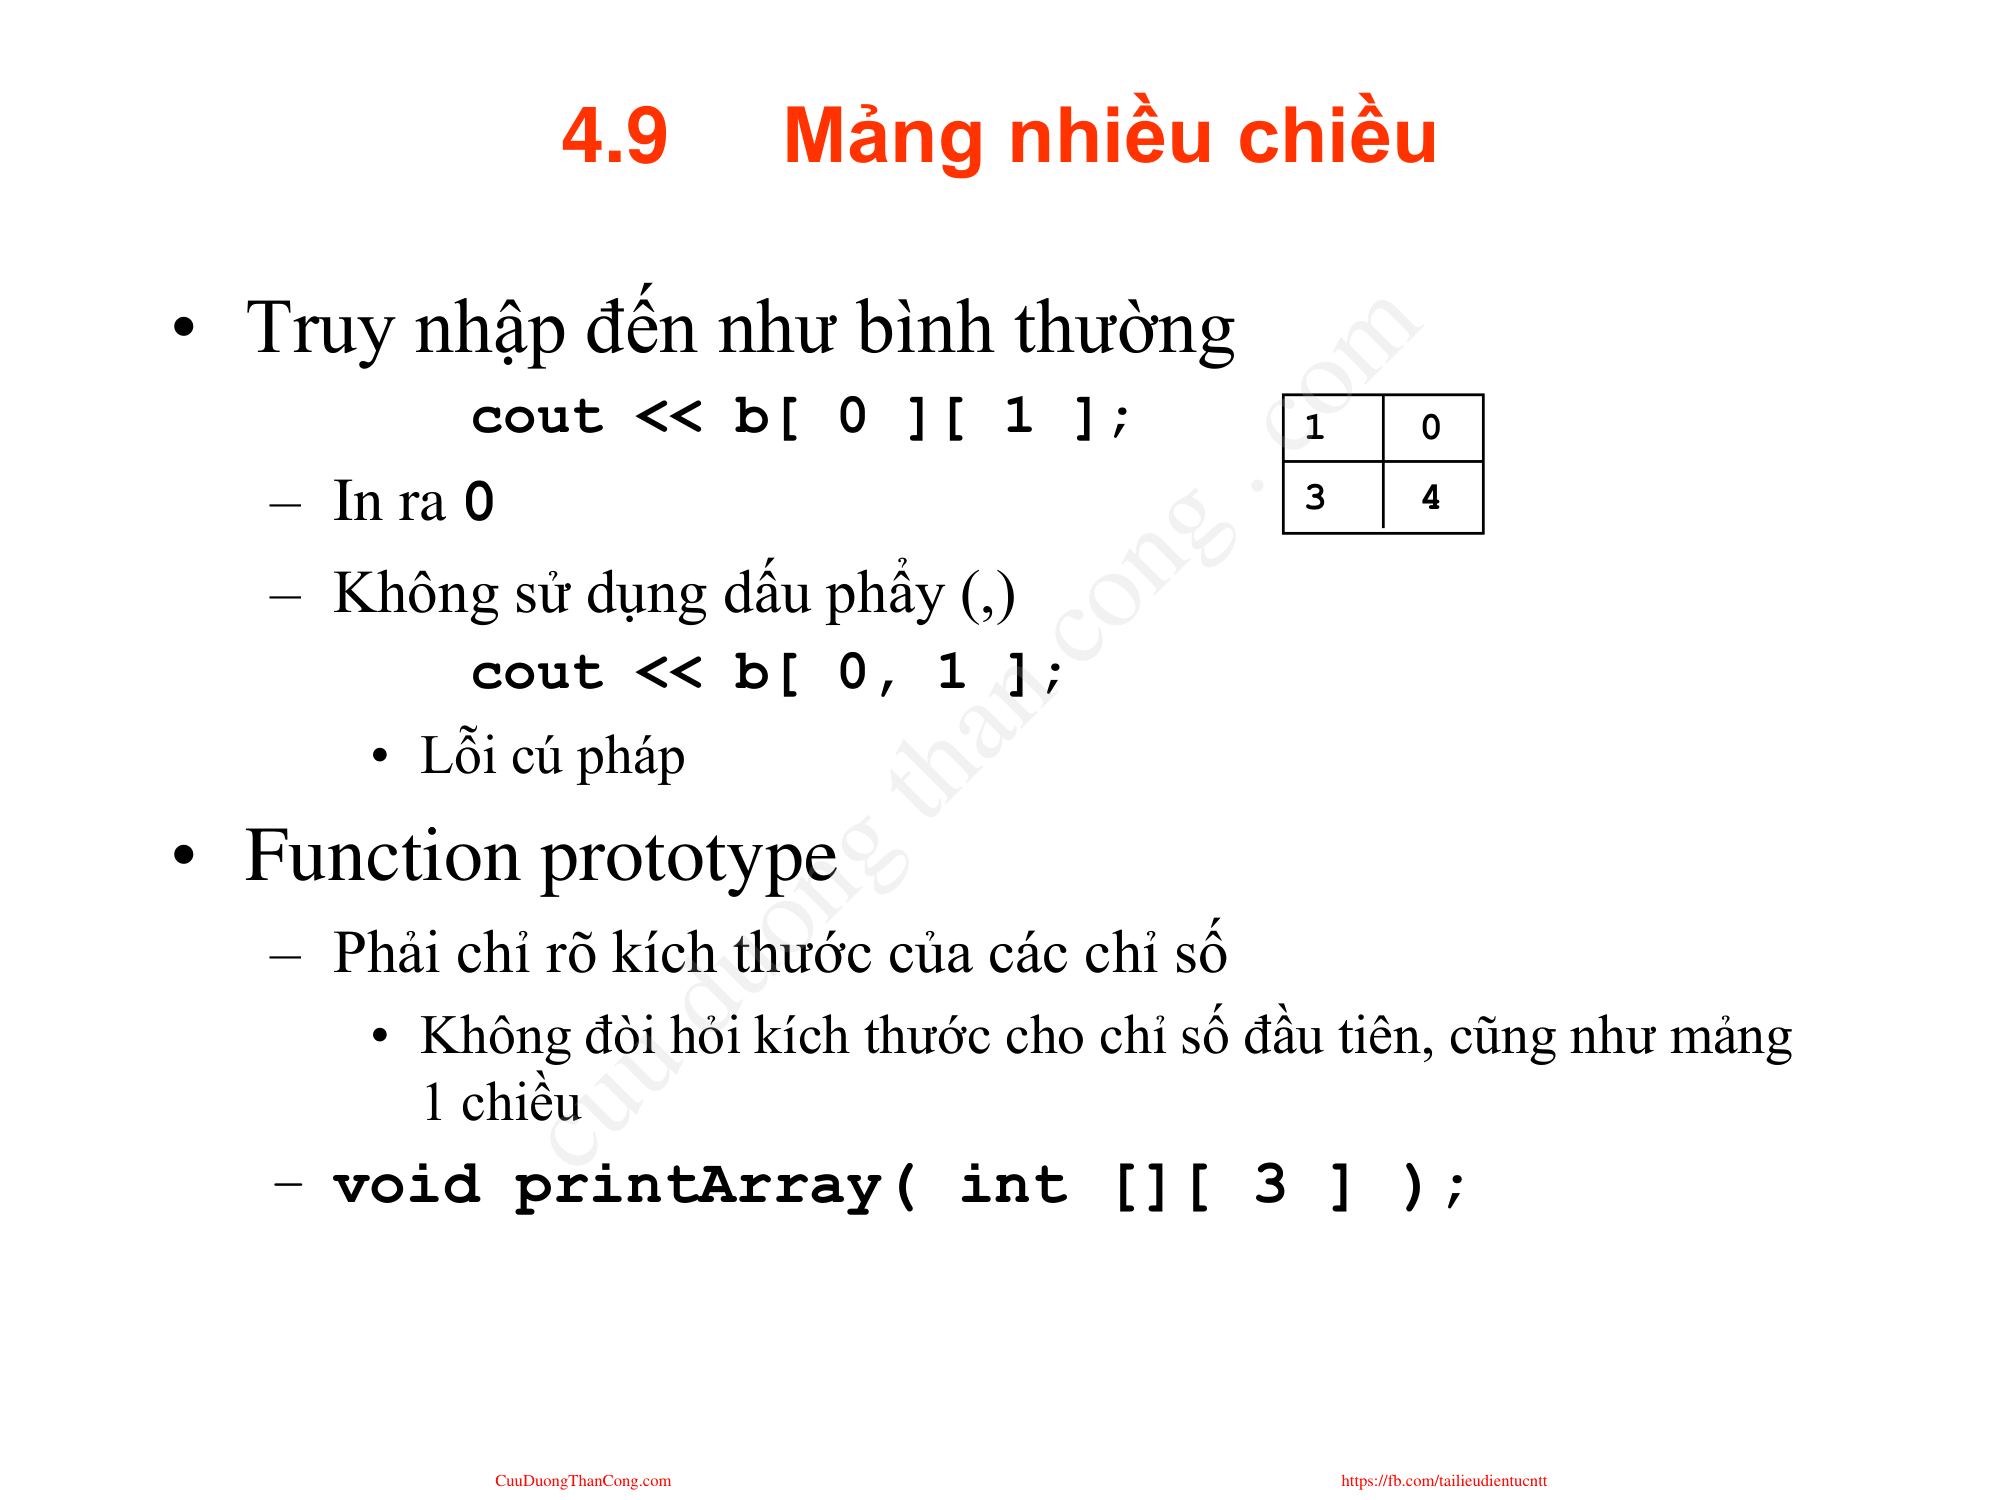 4.9 Mảng nhiều chiều
• Truy nhập đến như bình thường
cout << b[ 0 ][ 1 ];
1 0
3 4
– In ra 0
– Không sử dụng dấu phẩy (,)
cout << b[ 0, 1 ];
• Lỗi cú pháp
• Function prototype
– Phải chỉ rõ kích thước của các chỉ số
• Không đòi hỏi kích thước cho chỉ số đầu tiên, cũng như mảng
1 chiều
– void printArray( int [][ 3 ] );
cuu duong than cong . com
CuuDuongThanCong.com
https://fb.com/tailieudientucntt